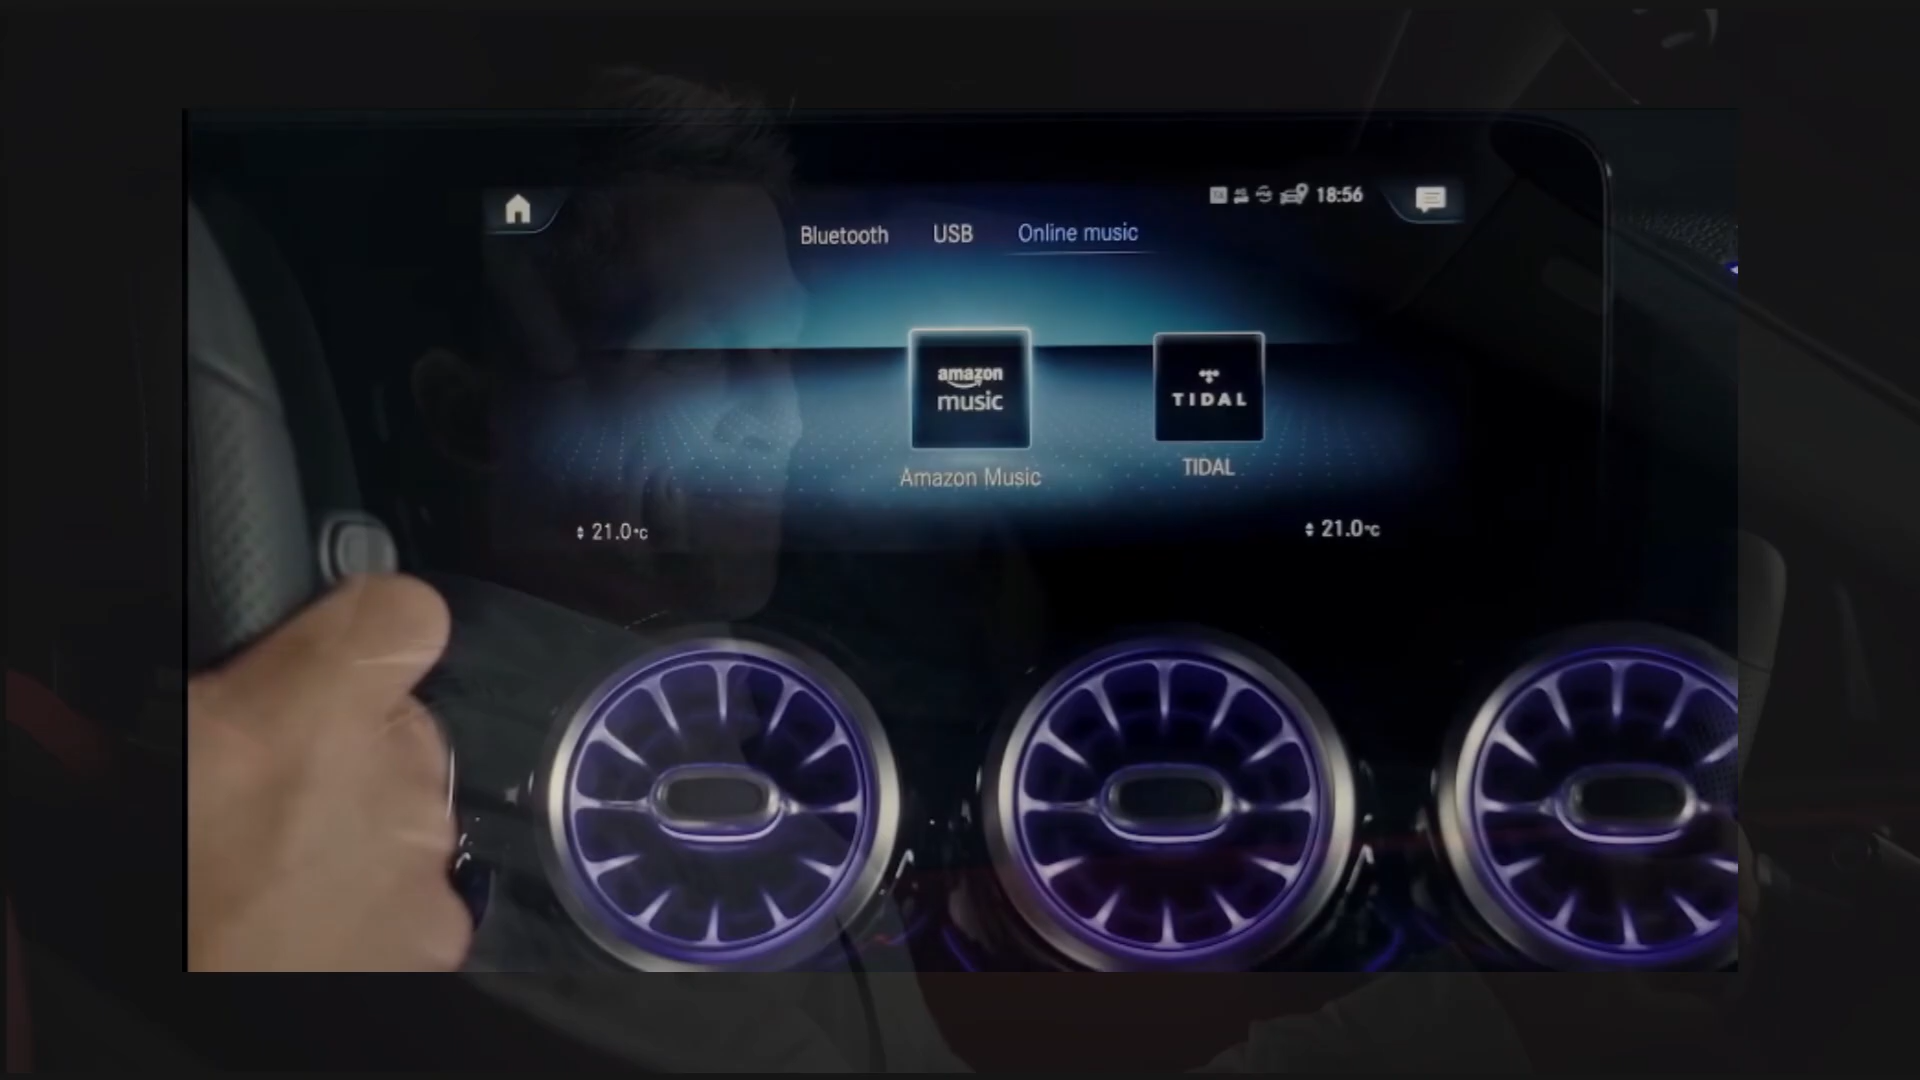 18:56
Bluetooth USB Online music
amazon music
TIDAL
Amazon Music
TIDAL
21.0°C
21.0°C